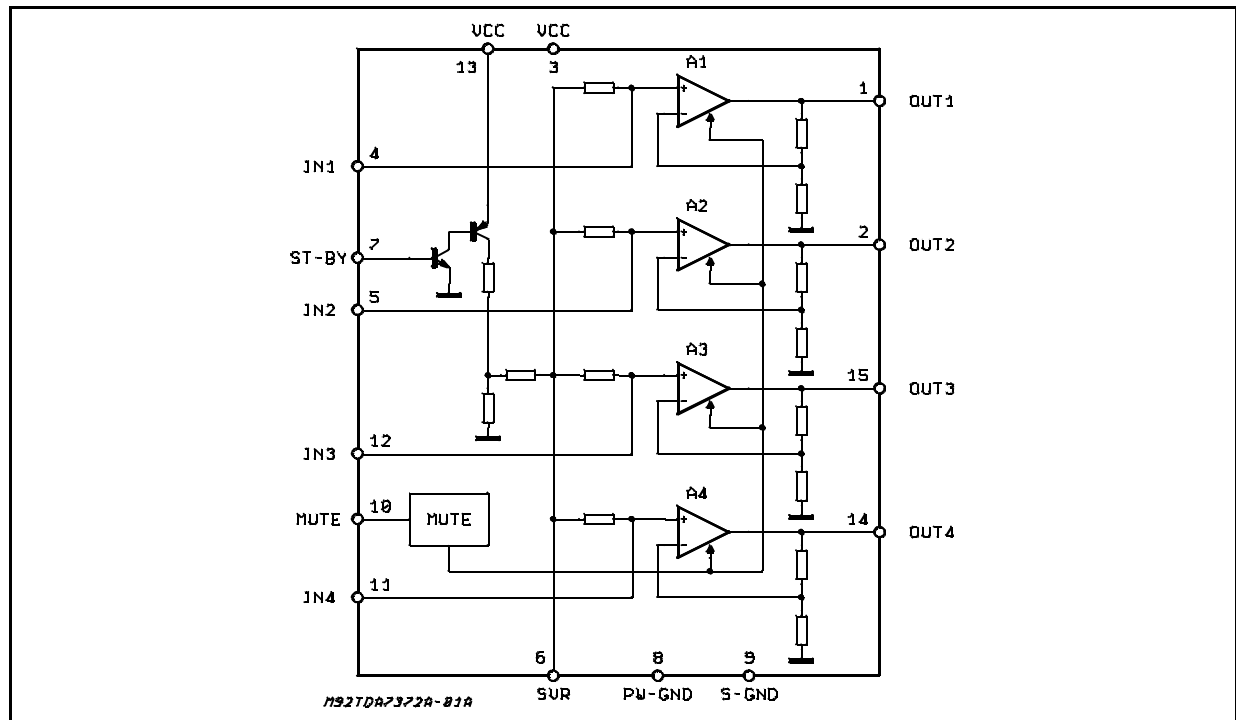 VCC VCC
13 3
A1
1 OUT1
+
-
4
IN1
A2
2 OUT2
+
-
7
ST-BY
5
IN2
A3
15 OUT3
+
-
12
IN3
A4
14 OUT4
+
-
10
MUTE MUTE
11
IN4
6 8 9
SVR PW-GND S-GND
M92TDA7372A-01A